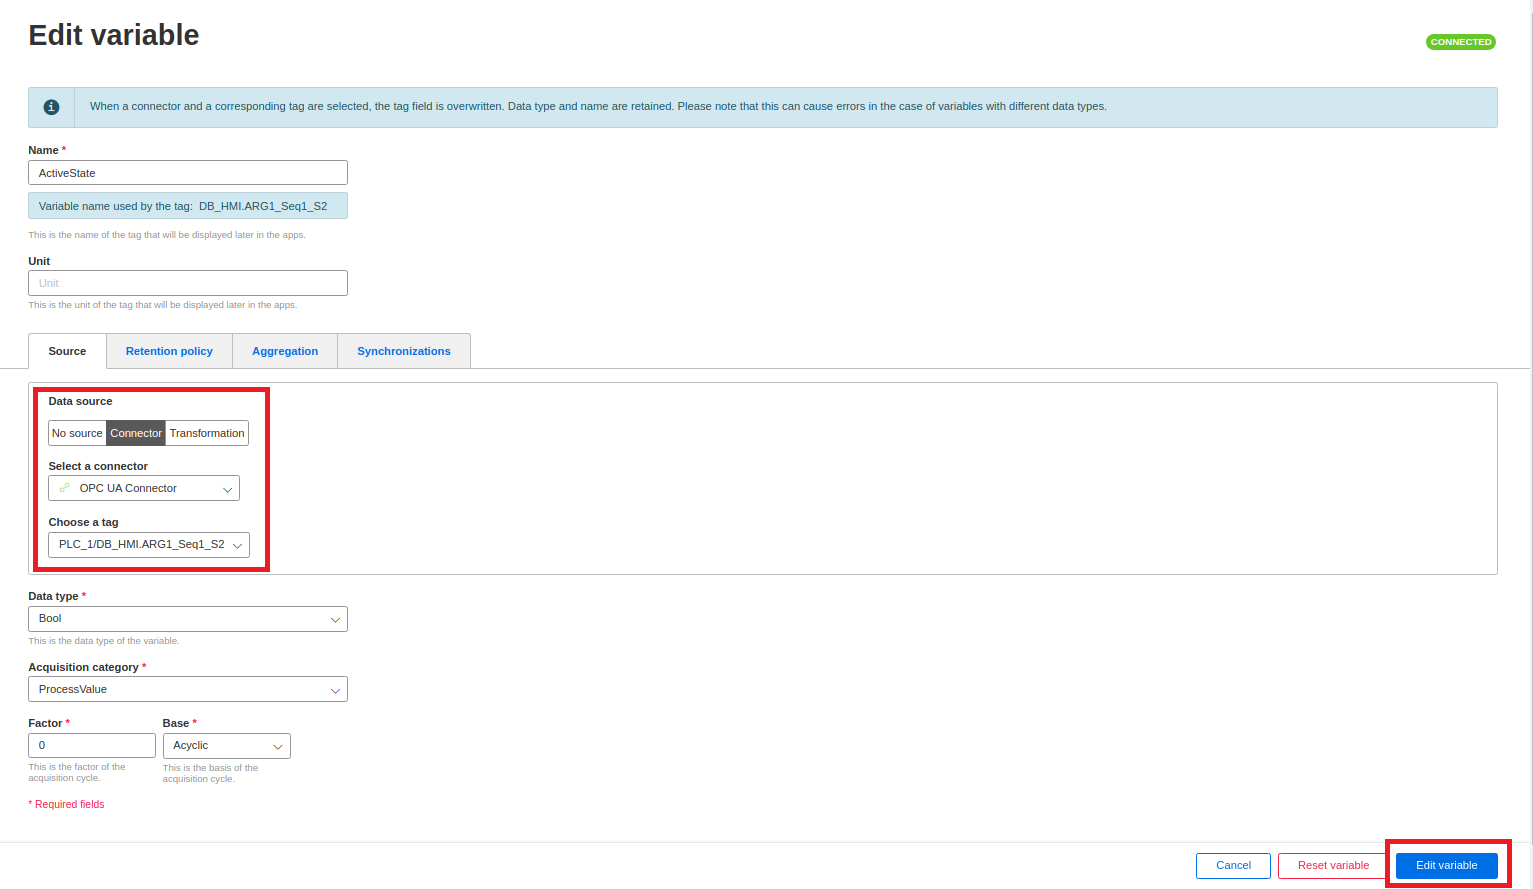 Edit variable
CONNECTED
When a connector and a corresponding tag are selected, the tag field is overwritten. Data type and name are retained. Please note that this can cause errors in the case of variables with different data types.
Name *
ActiveState
Variable name used by the tag: DB_HMI.ARG1_Seq1_S2
This is the name of the tag that will be displayed later in the apps.
Unit
Unit
This is the unit of the tag that will be displayed later in the apps.
Source Retention policy Aggregation Synchronizations
Data source
No source Connector Transformation
Select a connector
OPC UA Connector
Choose a tag
PLC_1/DB_HMI.ARG1_Seq1_S2
Data type *
Bool
This is the data type of the variable.
Acquisition category *
ProcessValue
Factor * Base *
0 Acyclic
This is the factor of the This is the basis of the
acquisition cycle. acquisition cycle.
* Required fields
Cancel Reset variable Edit variable